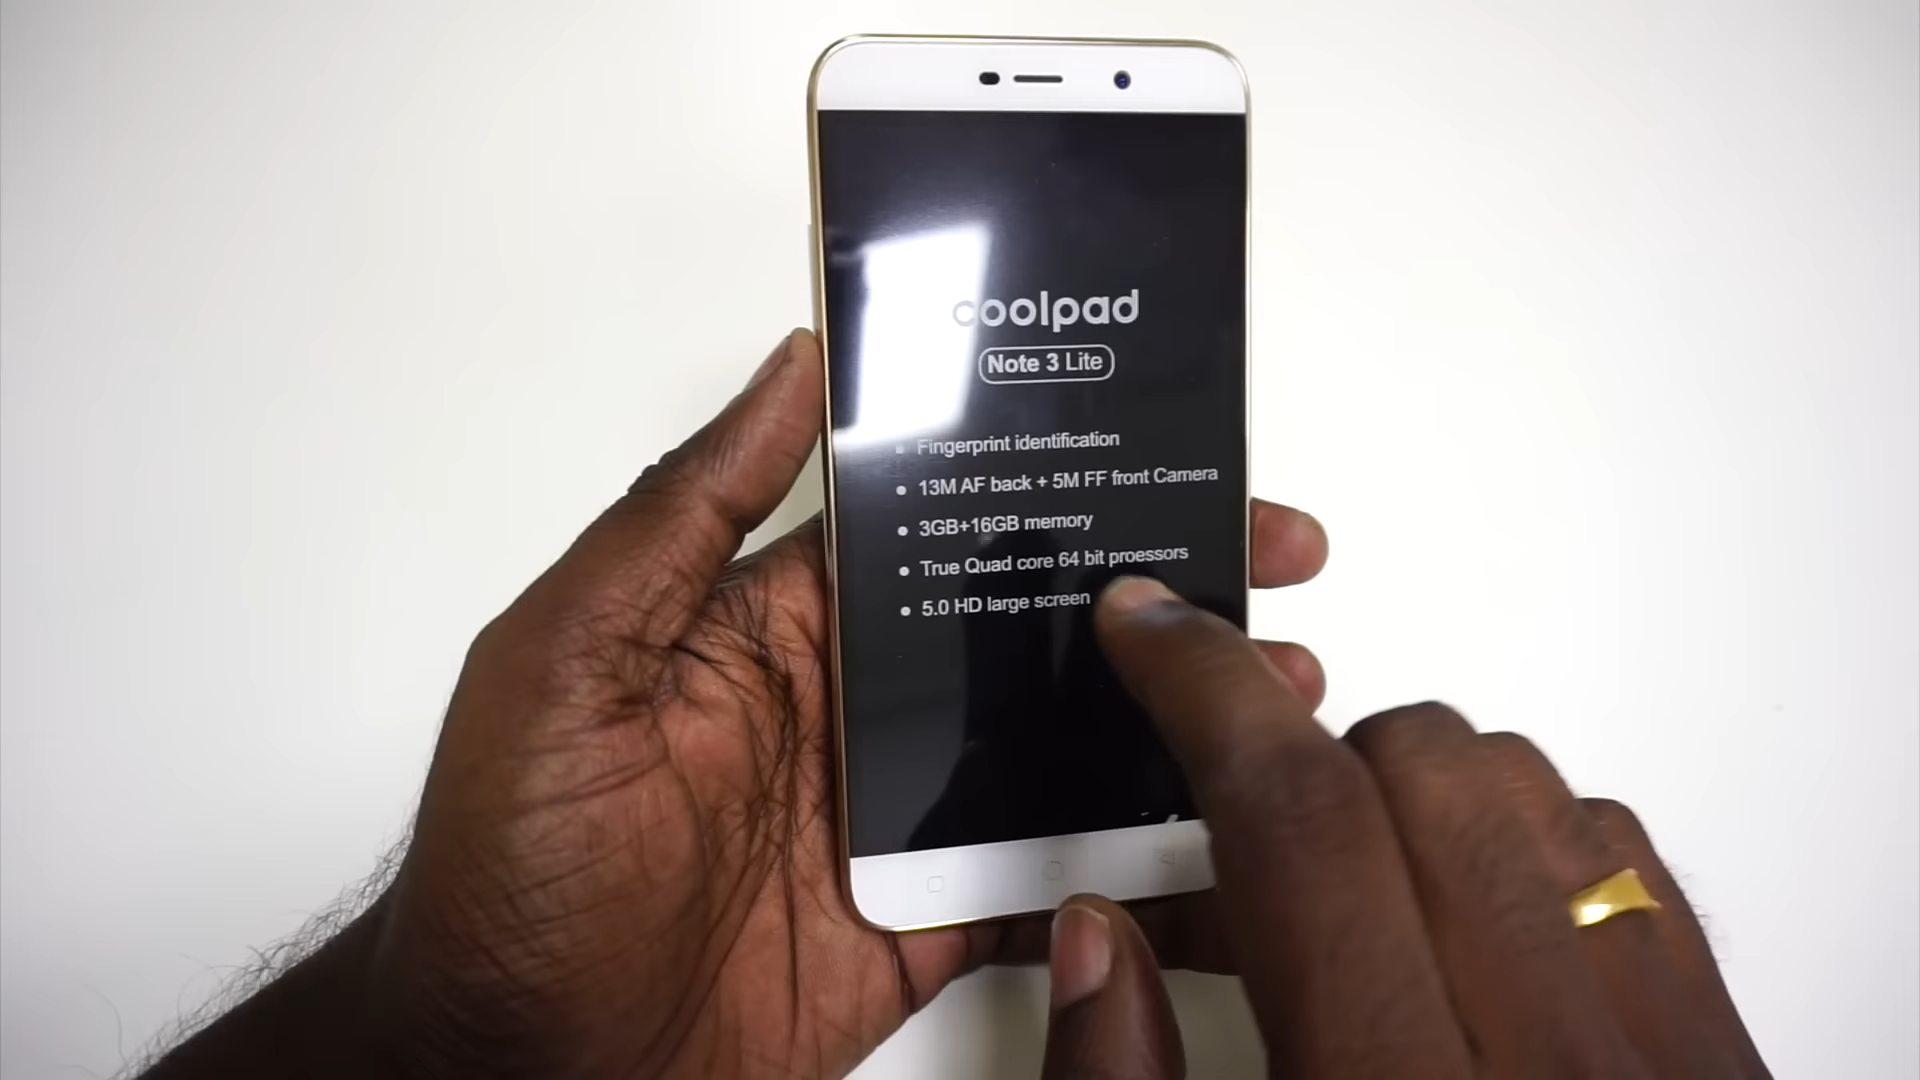 coolpad
Note 3 Lite
Fingerprint identification
13M AF back + 5M FF front Camera
3GB+16GB memory
True Quad core 64 bit proessors
5.0 HD large screen